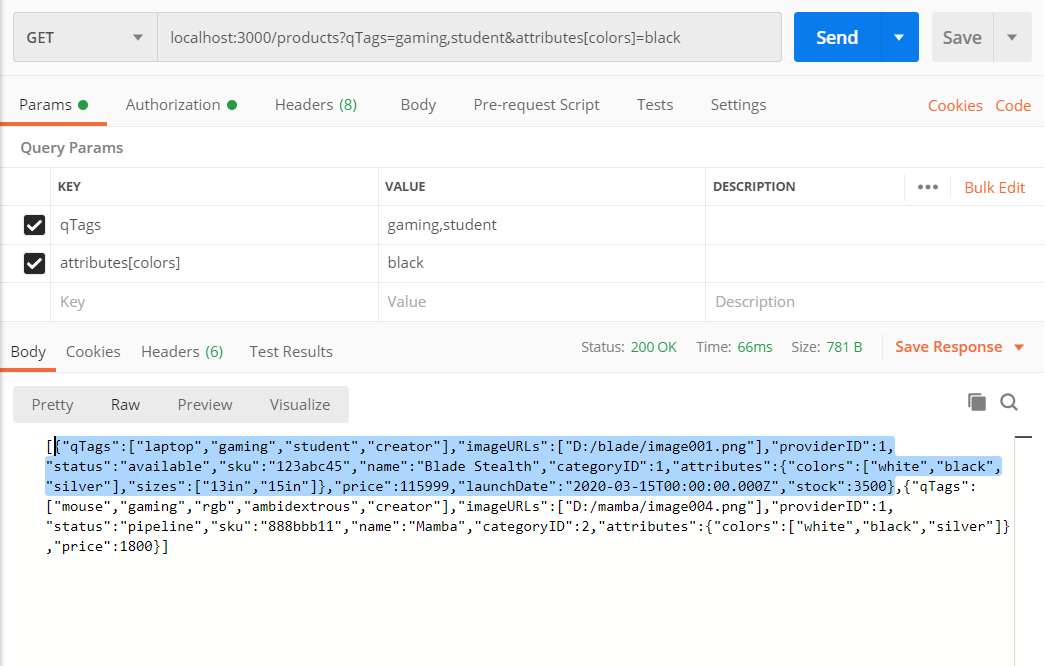 GET localhost:3000/products?qTags=gaming,student&attributes[colors]=black Send Save
Params Authorization Headers (8) Body Pre-request Script Tests Settings Cookies Code
Query Params
KEY VALUE DESCRIPTION Bulk Edit
qTags gaming,student
attributes[colors] black
Key Value Description
Body Cookies Headers (6) Test Results Status: 200 OK Time: 66ms Size: 781 B Save Response
Pretty Raw Preview Visualize
[{"qTags":["laptop","gaming","student","creator"],"imageURLs":["D:/blade/image001.png"],"providerID":1,
"status":"available","sku":"123abc45","name":"Blade Stealth","categoryID":1,"attributes":{"colors":["white","black",
"silver"],"sizes":["13in","15in"]},"price":115999,"launchDate":"2020-03-15T00:00:00.000Z","stock":3500},{"qTags":
["mouse","gaming","rgb","ambidextrous","creator"],"imageURLs":["D:/mamba/image004.png"],"providerID":1,
"status":"pipeline","sku":"888bbb11","name":"Mamba","categoryID":2,"attributes":{"colors":["white","black","silver"]}
,"price":1800}]